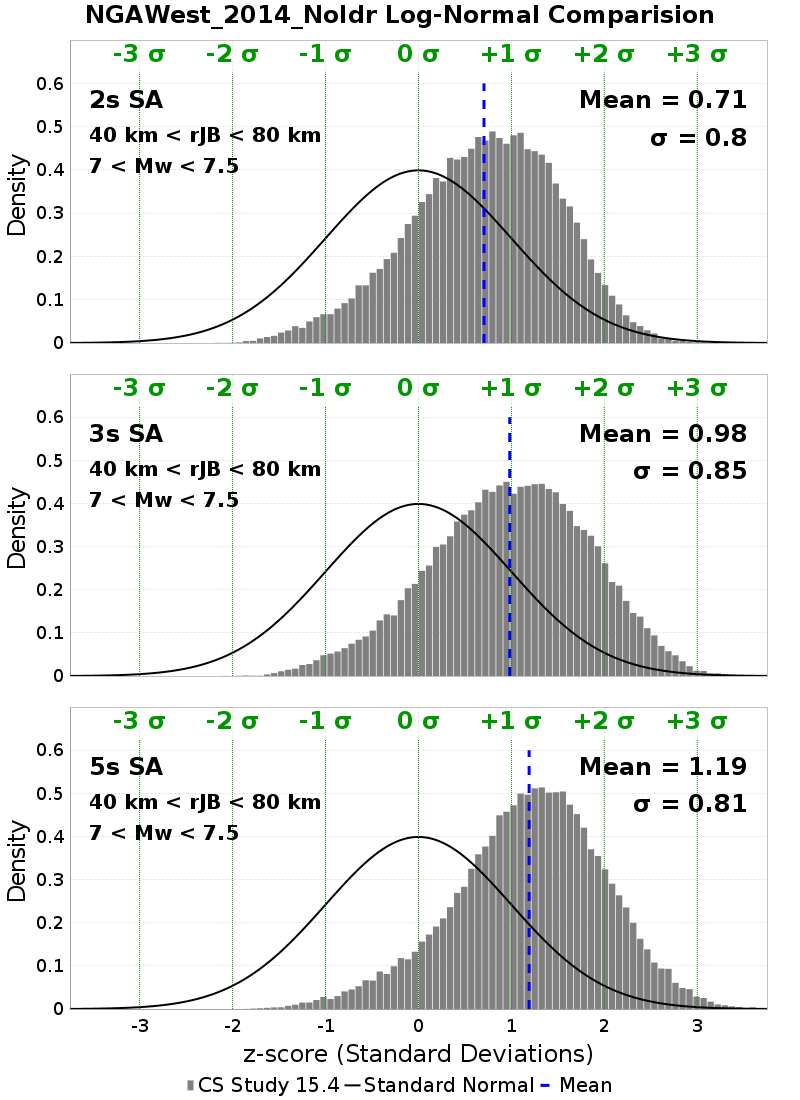 NGAWest_2014_NoIdr Log-Normal Comparision
-3 σ -2 σ -1 σ 0 σ +1 σ +2 σ +3 σ
2s SA Mean = 0.71
40 km < rJB < 80 km σ = 0.8
7 < Mw < 7.5
Density
0.6
0.5
0.4
0.3
0.2
0.1
0
-3 σ -2 σ -1 σ 0 σ +1 σ +2 σ +3 σ
3s SA Mean = 0.98
40 km < rJB < 80 km σ = 0.85
7 < Mw < 7.5
Density
0.6
0.5
0.4
0.3
0.2
0.1
0
-3 σ -2 σ -1 σ 0 σ +1 σ +2 σ +3 σ
5s SA Mean = 1.19
40 km < rJB < 80 km σ = 0.81
7 < Mw < 7.5
Density
0.6
0.5
0.4
0.3
0.2
0.1
0
-3 -2 -1 0 1 2 3
z-score (Standard Deviations)
CS Study 15.4 Standard Normal Mean